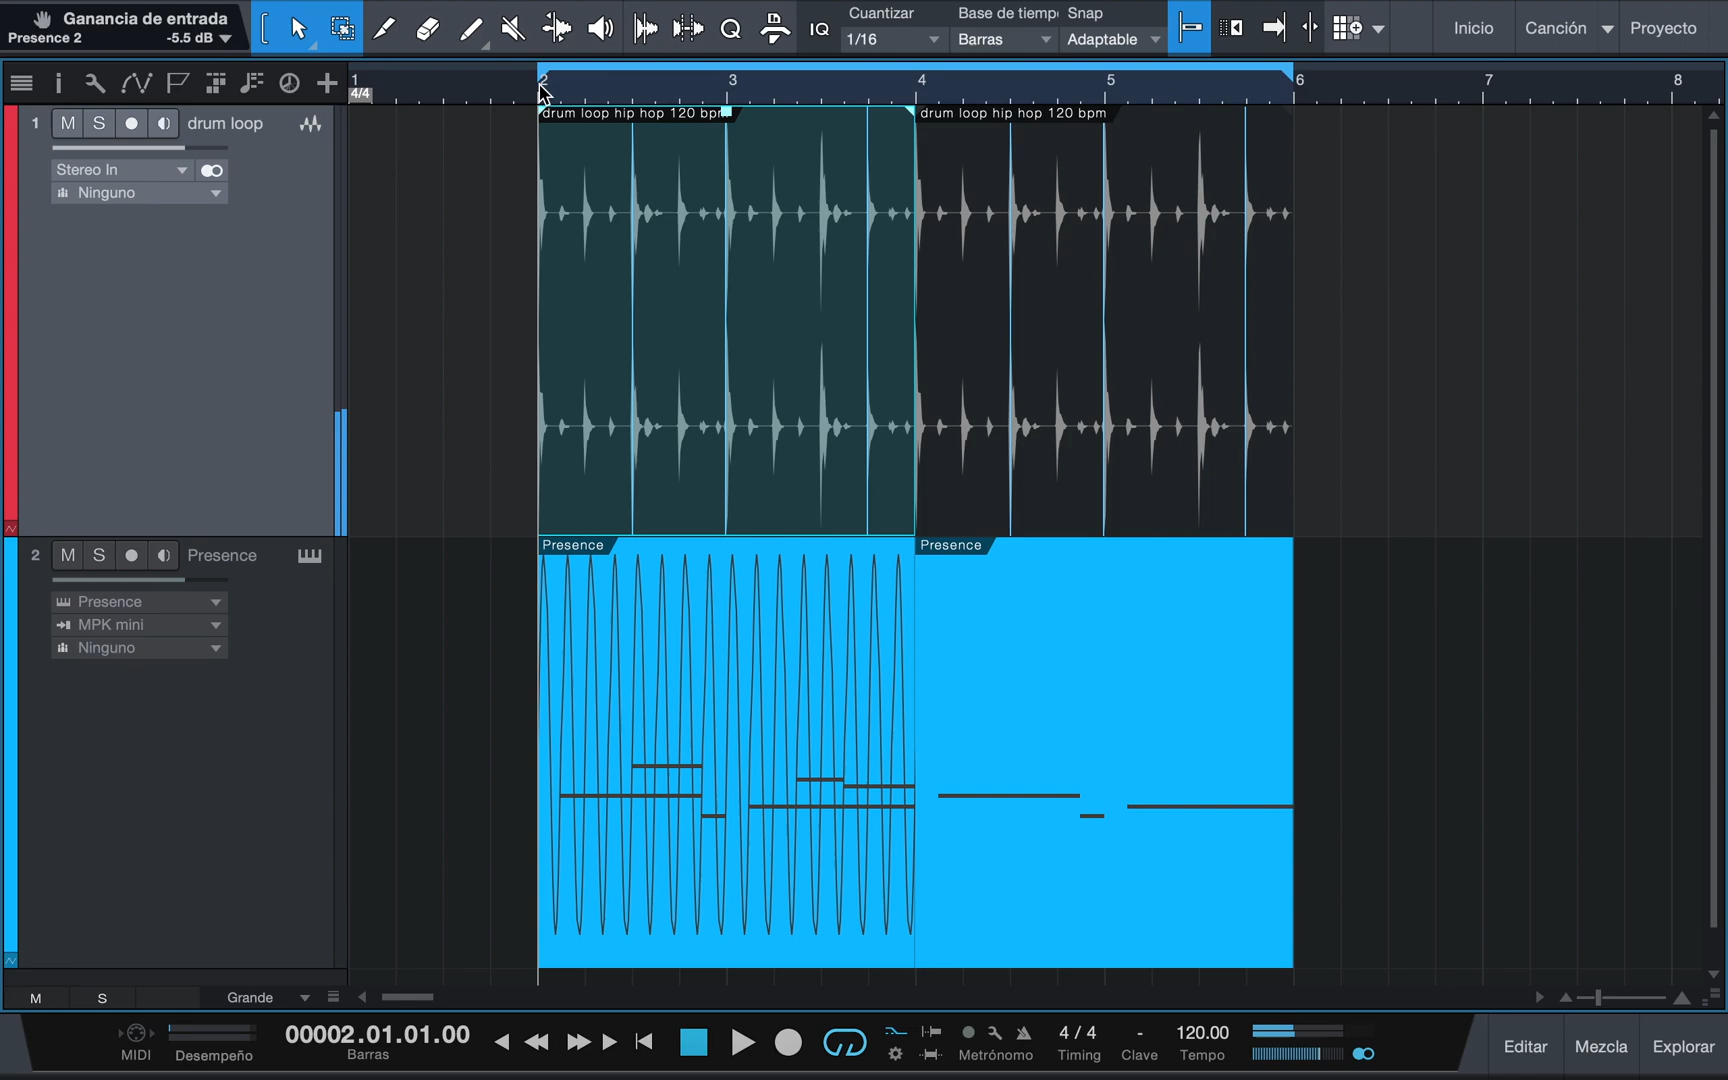 Ganancia de entrada
Presence 2 -5.5 dB
Q
IQ
Cuantizar
1/16
Base de tiemp
Barras
Snap
Adaptable
Inicio
Canción
Proyecto
1 2 3 4 5 6 7 8
4/4
1 M S drum loop
Stereo In
Ninguno
drum loop hip hop 120 bpm
drum loop hip hop 120 bpm
2 M S Presence
Presence
MPK mini
Ninguno
Presence
Presence
M S Grande
MIDI
Desempeño
00002.01.01.00
Barras
Metrónomo
4 / 4
Timing
-
Clave
120.00
Tempo
Editar
Mezcla
Explorar